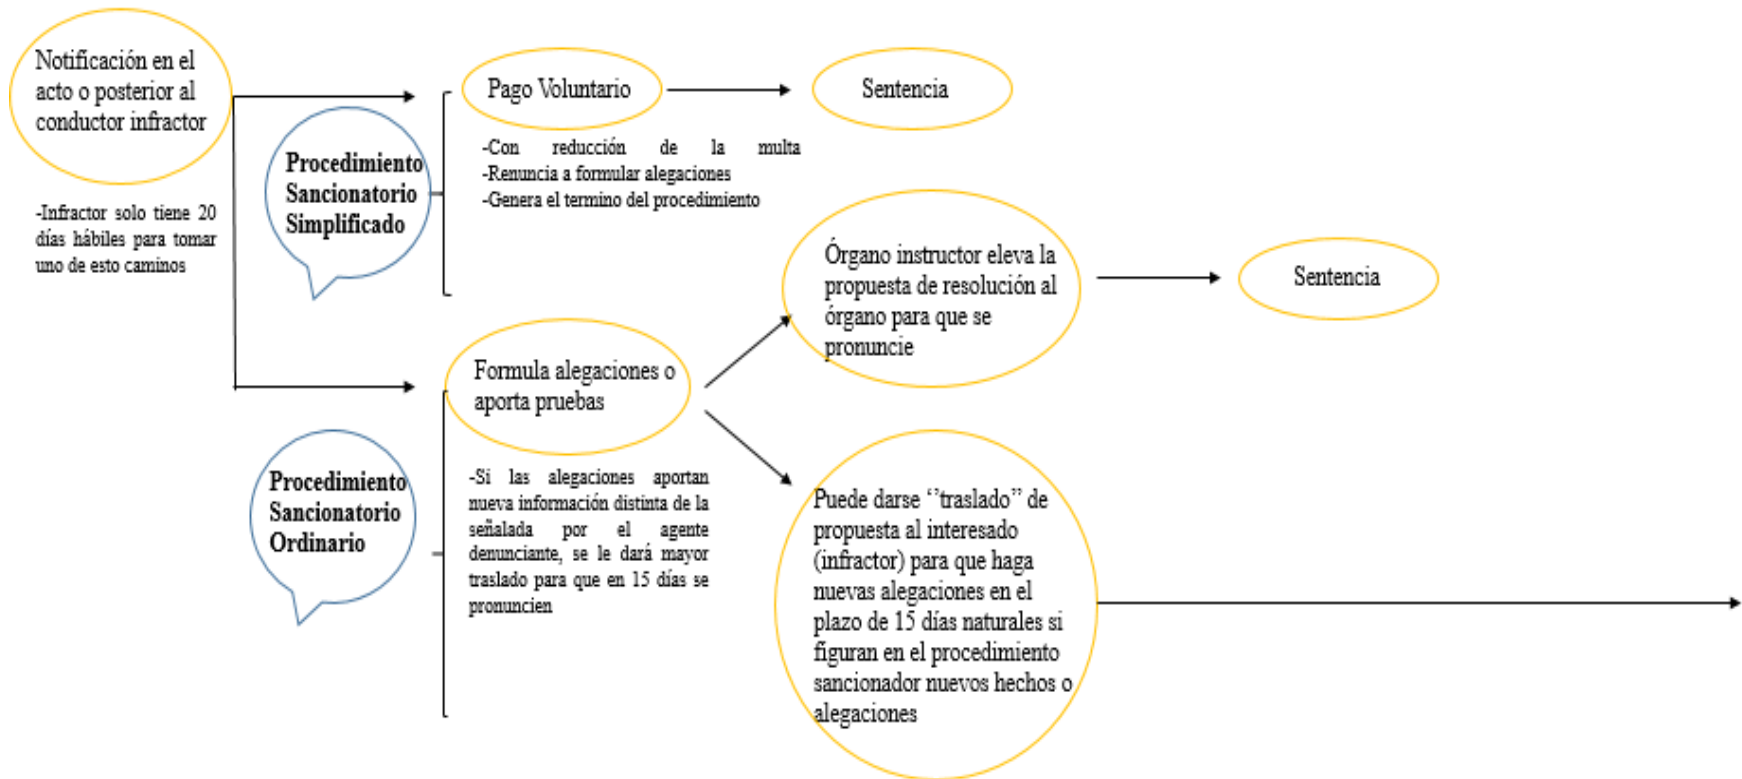 Notificación en el
acto o posterior al
conductor infractor
-Infractor solo tiene 20
días hábiles para tomar
uno de esto caminos
Procedimiento
Sancionatorio
Simplificado
Pago Voluntario
-Con reducción de la multa
-Renuncia a formular alegaciones
-Genera el termino del procedimiento
Sentencia
Procedimiento
Sancionatorio
Ordinario
Formula alegaciones o
aporta pruebas
-Si las alegaciones aportan
nueva información distinta de la
señalada por el agente
denunciante, se le dará mayor
traslado para que en 15 días se
pronuncien
Órgano instructor eleva la
propuesta de resolución al
órgano para que se
pronuncie
Sentencia
Puede darse ‘’traslado’’ de
propuesta al interesado
(infractor) para que haga
nuevas alegaciones en el
plazo de 15 días naturales si
figuran en el procedimiento
sancionador nuevos hechos o
alegaciones